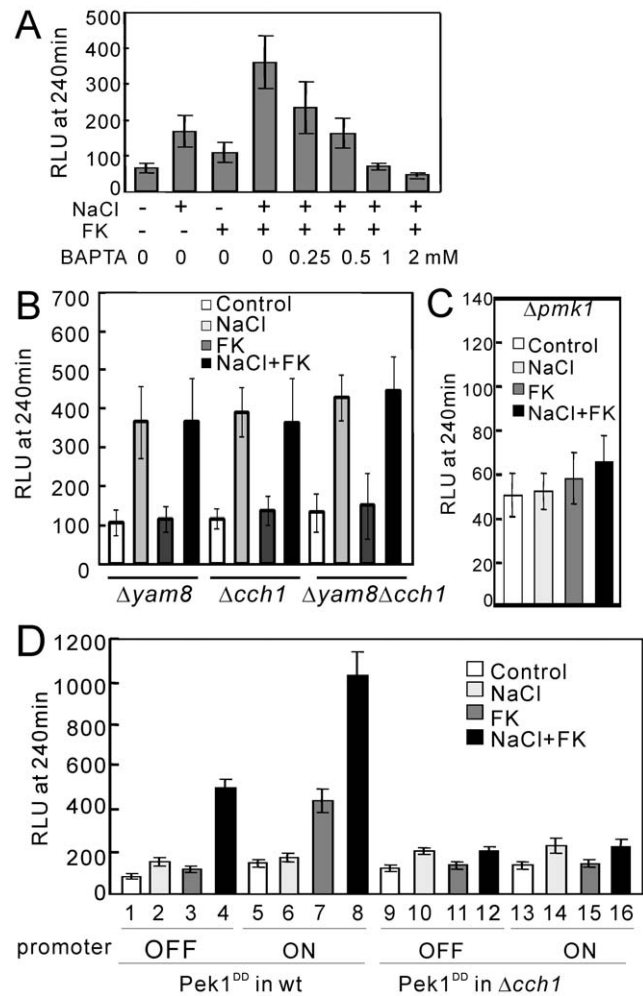 A
RLU at 240min
500
400
300
200
100
0
NaCl - + - + + + + +
FK - - + + + + + +
BAPTA 0 0 0 0 0.25 0.5 1 2 mM
B
RLU at 240min
700
600
500
400
300
200
100
0
Control
NaCl
FK
NaCl+FK
Δyam8 Δcch1 Δyam8Δcch1
C
RLU at 240min
140
120
100
80
60
40
20
0
Δpmk1
Control
NaCl
FK
NaCl+FK
D
RLU at 240min
1200
1000
800
600
400
200
0
Control
NaCl
FK
NaCl+FK
1 2 3 4 5 6 7 8 9 10 11 12 13 14 15 16
promoter OFF ON OFF ON
Pek1DD in wt Pek1DD in Δcch1